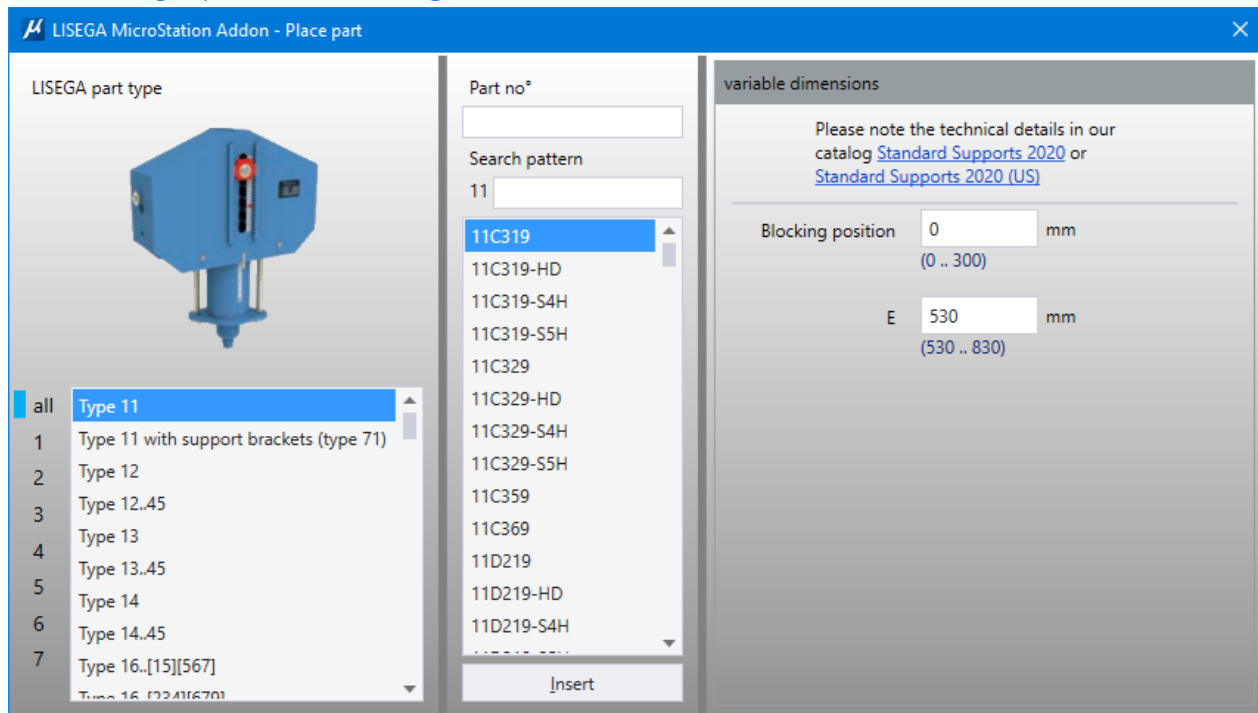 LISEGA MicroStation Addon - Place part
LISEGA part type
all
1
2
3
4
5
6
7
Type 11
Type 11 with support brackets (type 71)
Type 12
Type 12..45
Type 13
Type 13..45
Type 14
Type 14..45
Type 16..[15][567]
Type 16..[234][679]
Part no°
Search pattern
11
11C319
11C319-HD
11C319-S4H
11C319-S5H
11C329
11C329-HD
11C329-S4H
11C329-S5H
11C359
11C369
11D219
11D219-HD
11D219-S4H
Insert
variable dimensions
Please note the technical details in our
catalog Standard Supports 2020 or
Standard Supports 2020 (US)
Blocking position 0 mm
(0 .. 300)
E 530 mm
(530 .. 830)